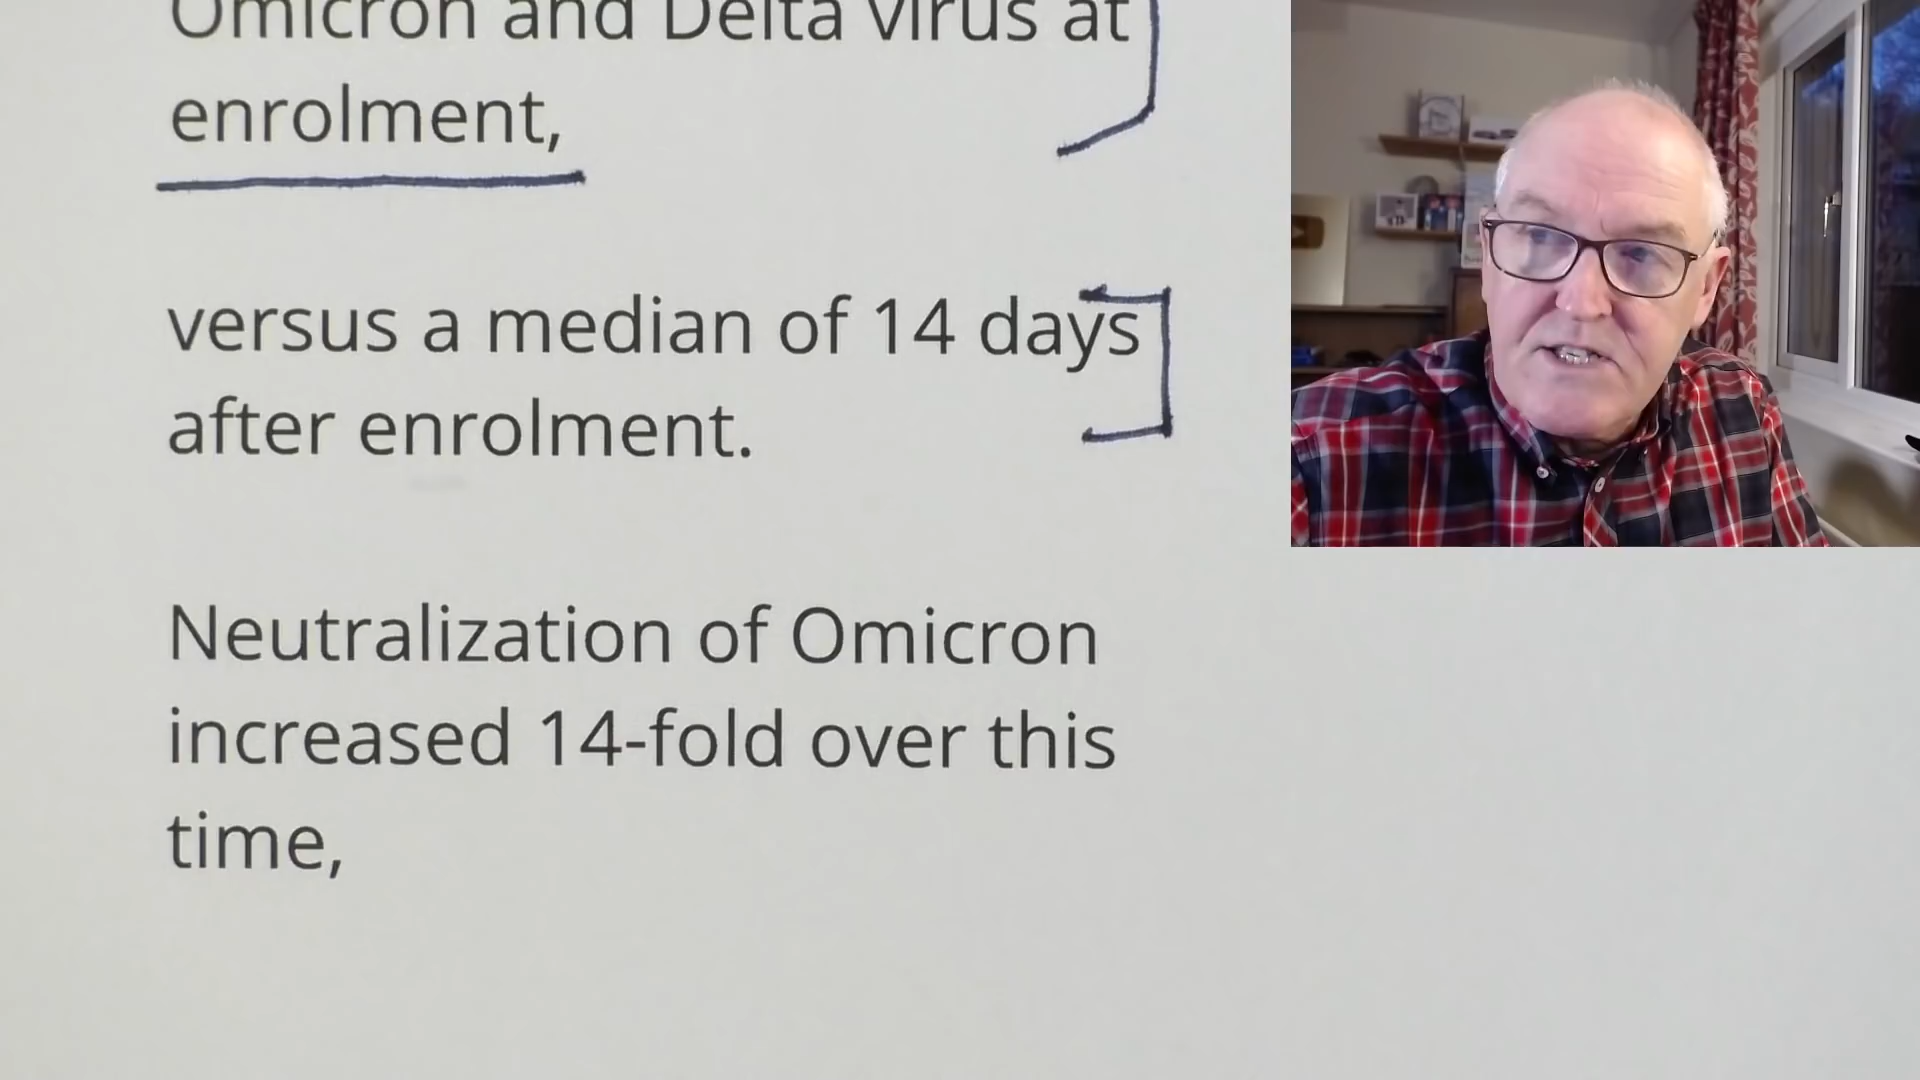 Omicron and Delta virus at
enrolment,
versus a median of 14 days
after enrolment.
Neutralization of Omicron
increased 14-fold over this
time,